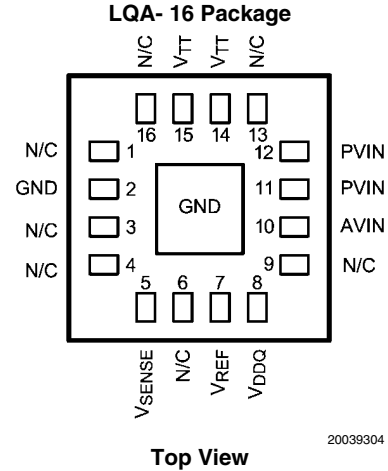 LQA- 16 Package
N/C VTT VTT N/C
16 15 14 13
N/C 1 12 PVIN
GND 2 11 PVIN
GND
N/C 3 10 AVIN
N/C 4 9 N/C
5 6 7 8
VSENSE N/C VREF VDDQ
20039304
Top View